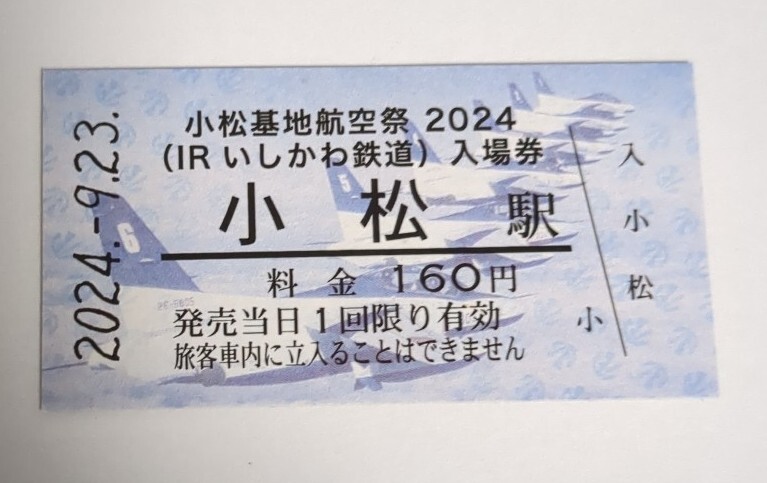 2024.-9.23.
小松基地航空祭 2024
(IR いしかわ鉄道) 入場券
小松駅
料金 160円
発売当日1回限り有効
旅客車内に立入ることはできません
入小松
小
6
5